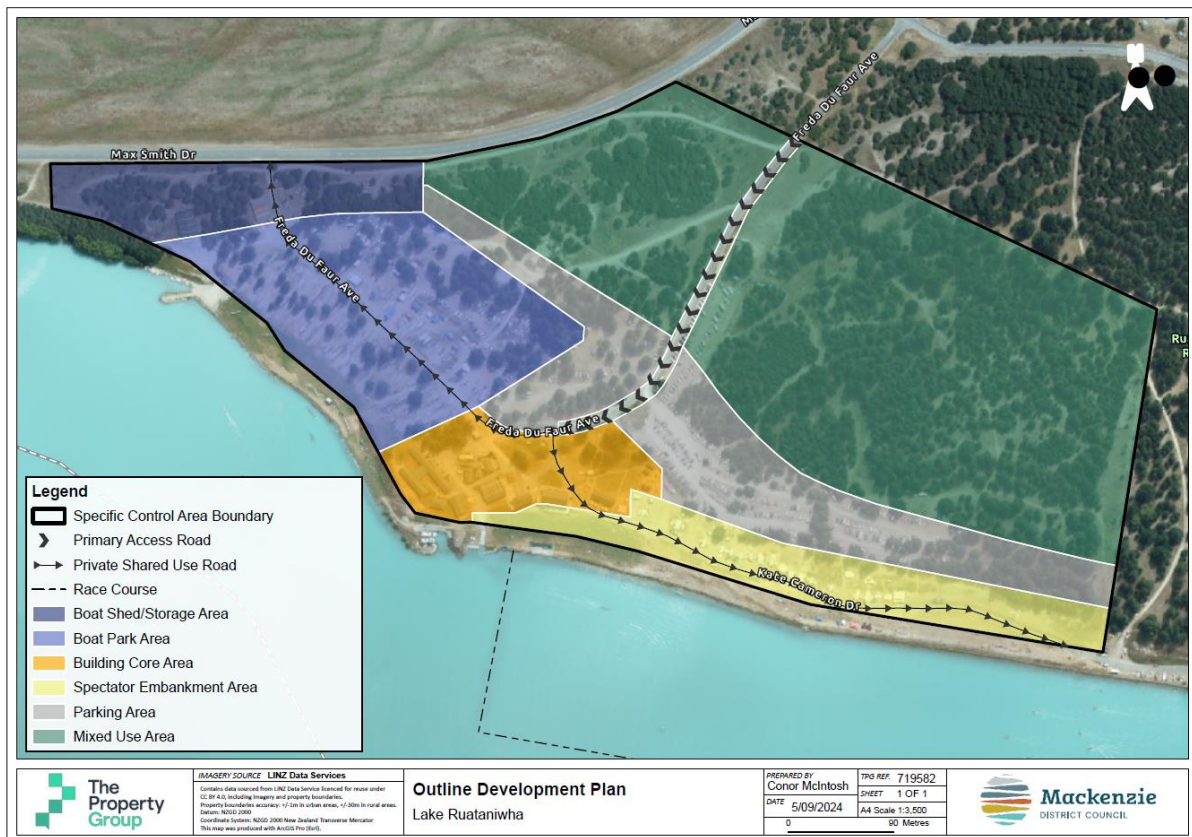 Max Smith Dr
Freda Du Faur Ave
Freda Du Faur Ave
Freda Du Faur Ave
Kate Cameron Dr
Legend
Specific Control Area Boundary
Primary Access Road
Private Shared Use Road
Race Course
Boat Shed/Storage Area
Boat Park Area
Building Core Area
Spectator Embankment Area
Parking Area
Mixed Use Area
The
Property
Group
IMAGERY SOURCE LINZ Data Services
Contains data sourced from LINZ Data Service licenced for reuse under
CC BY 4.0, including imagery and property boundaries.
Property boundaries accuracy: +/-1m in urban areas, +/-30m in rural areas.
Datum: NZGD 2000
Coordinate System: NZGD 2000 New Zealand Transverse Mercator
This map was produced with ArcGIS Pro (Esri).
Outline Development Plan
Lake Ruataniwha
PREPARED BY
Conor McIntosh
DATE 5/09/2024
TPG REF. 719582
SHEET 1 OF 1
A4 Scale 1:3,500
0 90 Metres
Mackenzie
DISTRICT COUNCIL